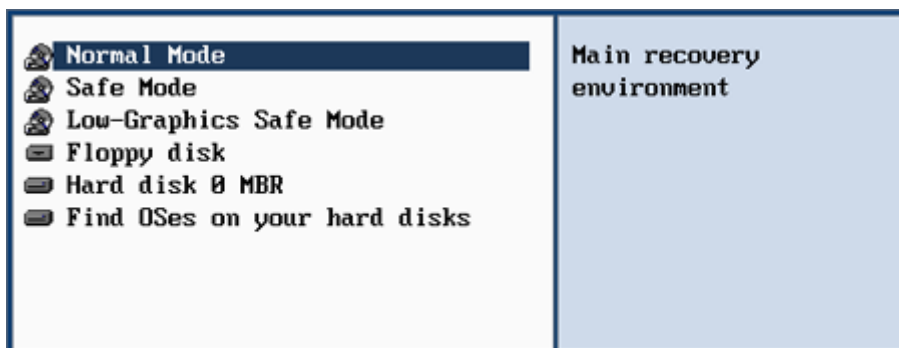 Normal Mode
Safe Mode
Low-Graphics Safe Mode
Floppy disk
Hard disk 0 MBR
Find OSes on your hard disks
Main recovery
environment